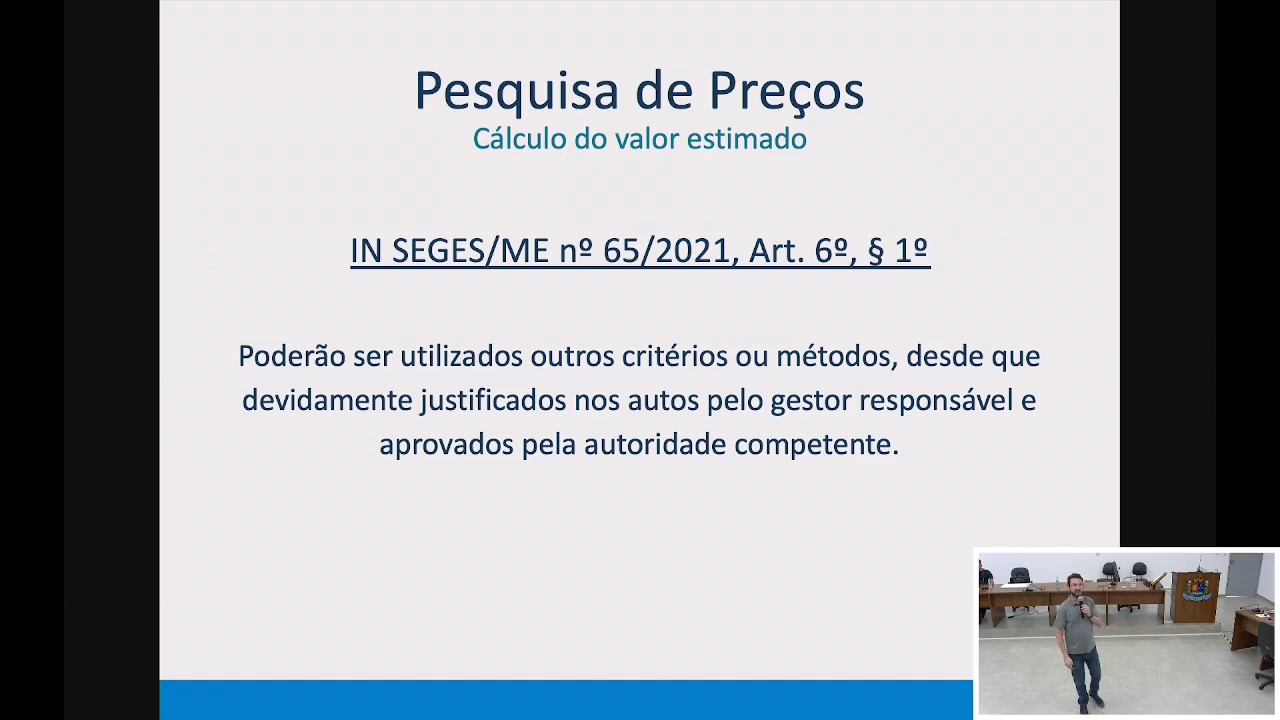 Pesquisa de Preços
Cálculo do valor estimado
IN SEGES/ME nº 65/2021, Art. 6º, § 1º
Poderão ser utilizados outros critérios ou métodos, desde que
devidamente justificados nos autos pelo gestor responsável e
aprovados pela autoridade competente.